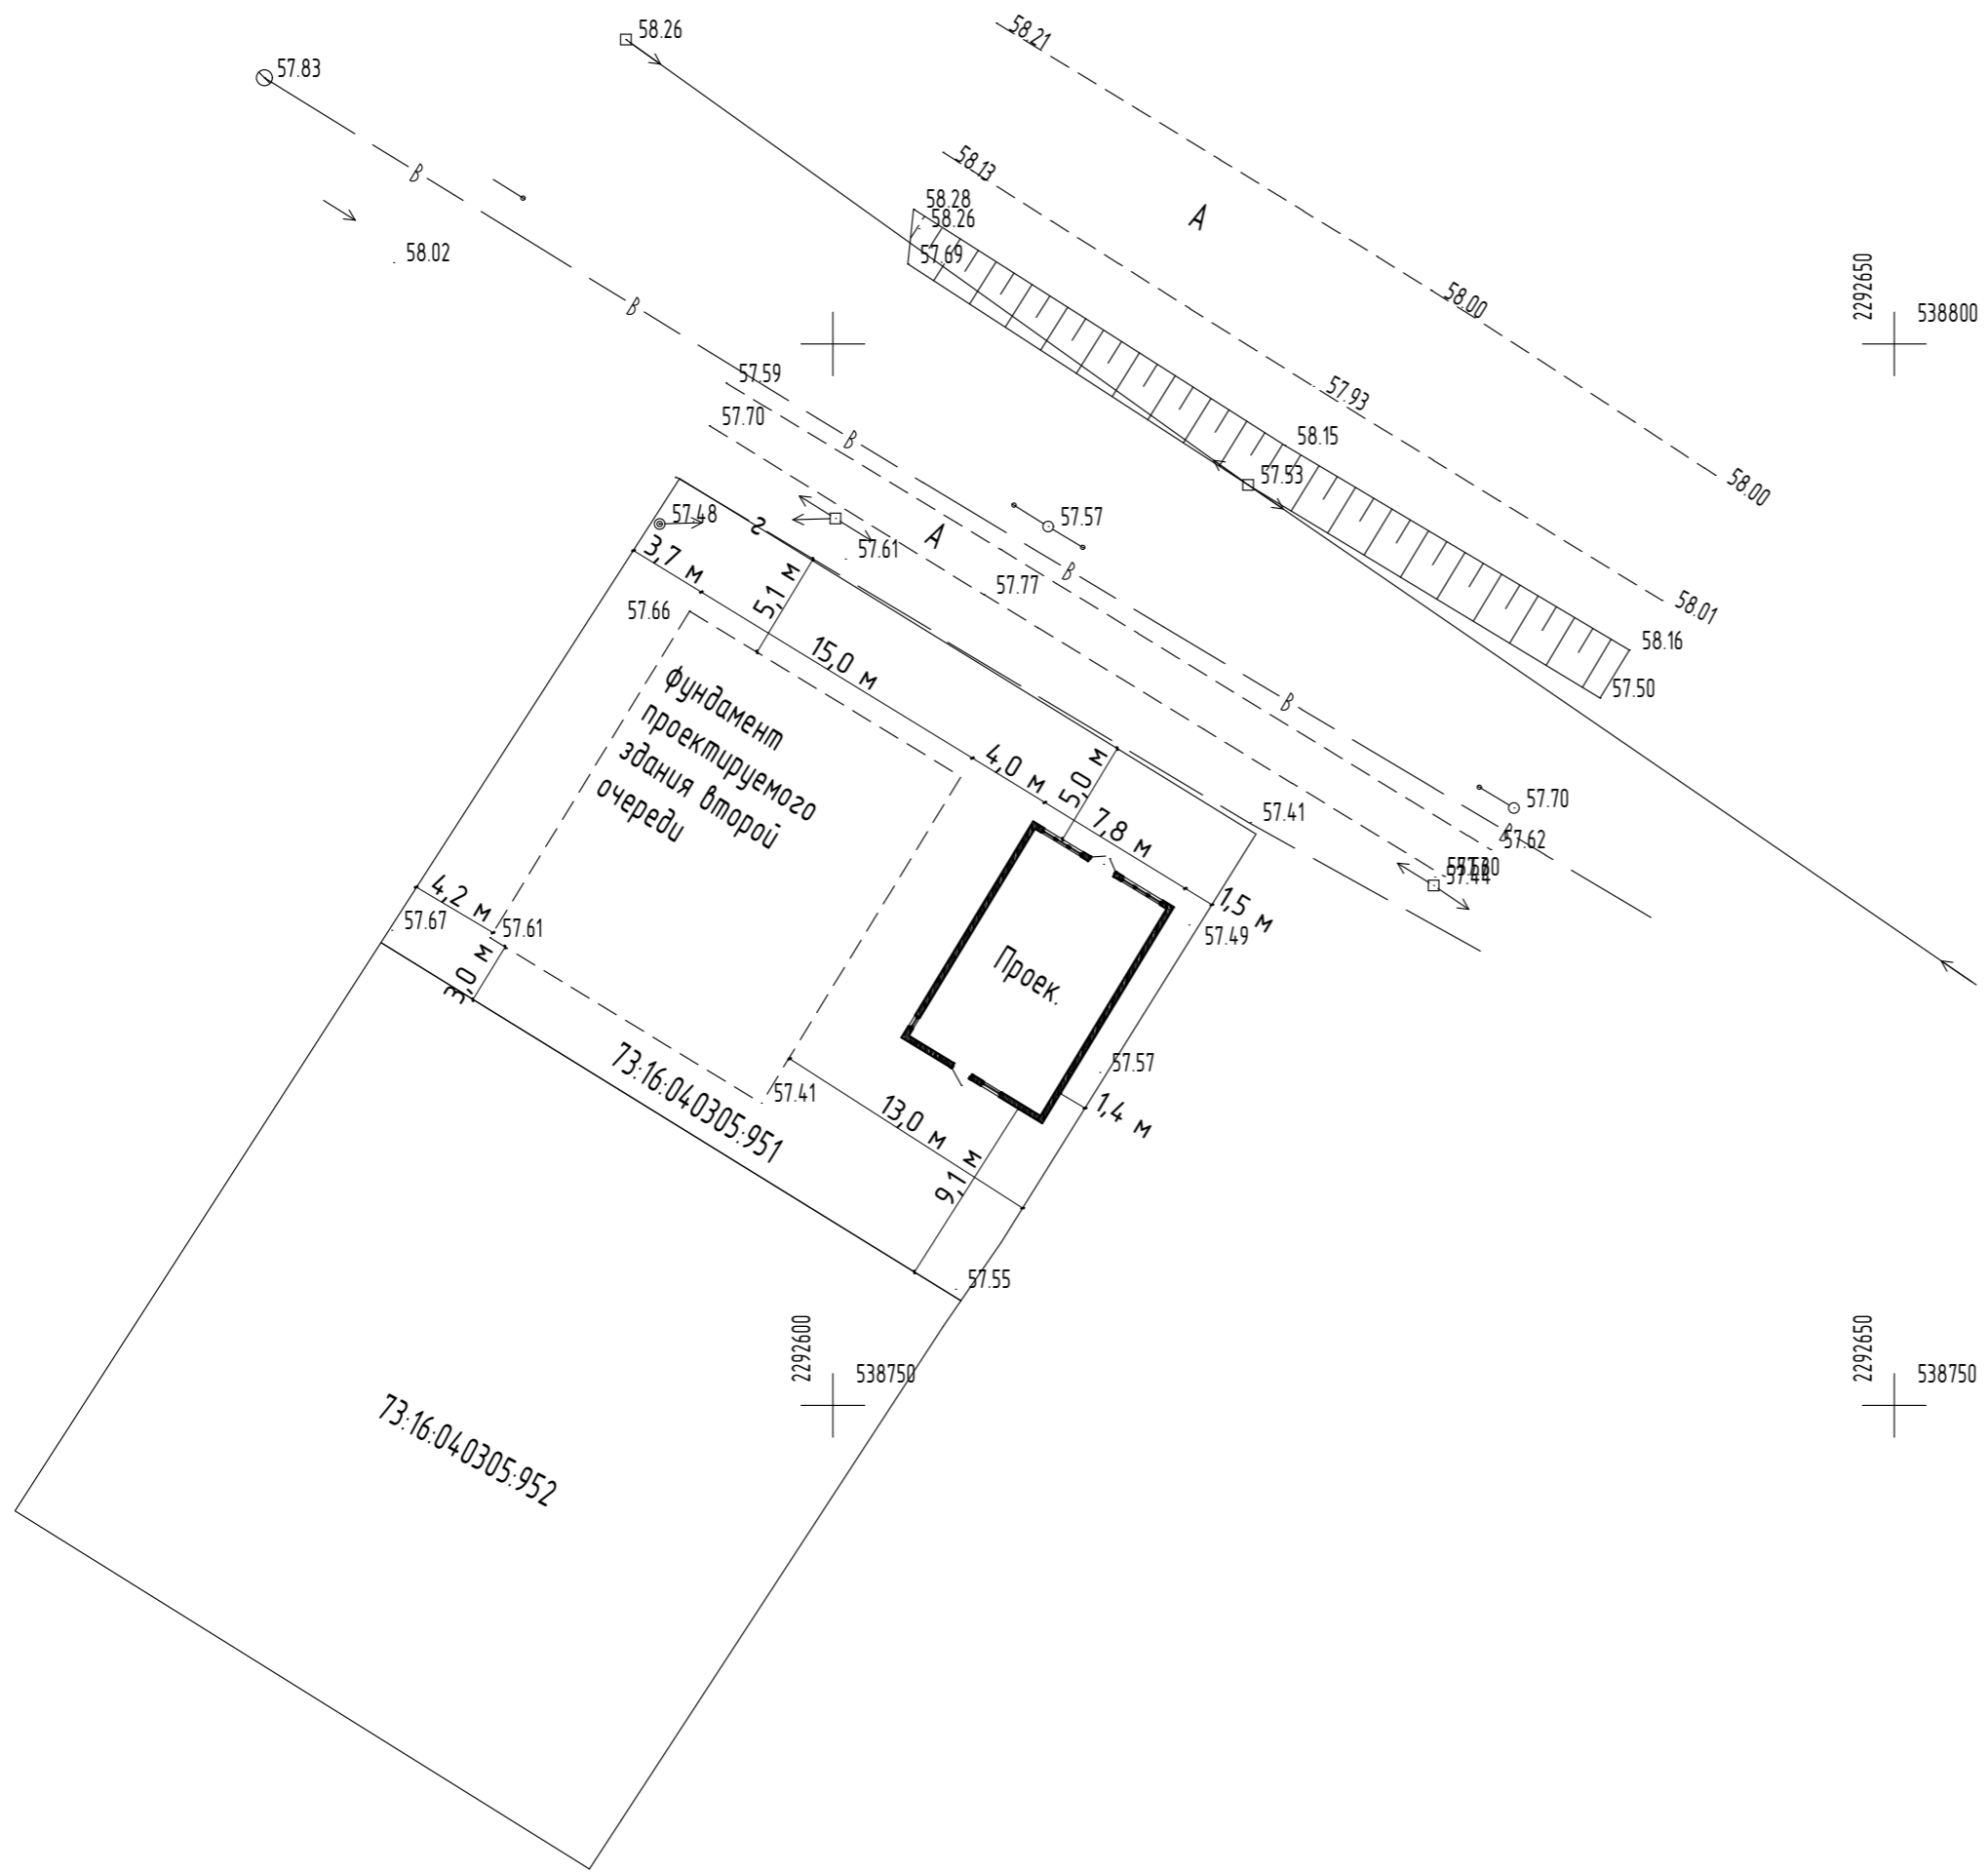 58.26
58.21
57.83
58.13
В
58.28
58.26
А
58.02
57.69
2292650
538800
58.00
В
57.59
57.93
57.70
В
58.15
57.53
58.00
57.48
г
А
57.57
57.61
3,7 м
5,1 м
57.77
В
57.66
58.01
58.16
15,0 м
57.50
фундамент
проектируемого
здания второй
очереди
В
4,0 м
5,0 м
7,8 м
57.41
57.70
В
57.62
57.44
4,2 м
1,5 м
57.67
57.61
57.49
3,0 м
Проек.
57.57
73:16:040305:951
57.41
13,0 м
1,4 м
9,1 м
57.55
2292600
538750
2292650
538750
73:16:040305:952